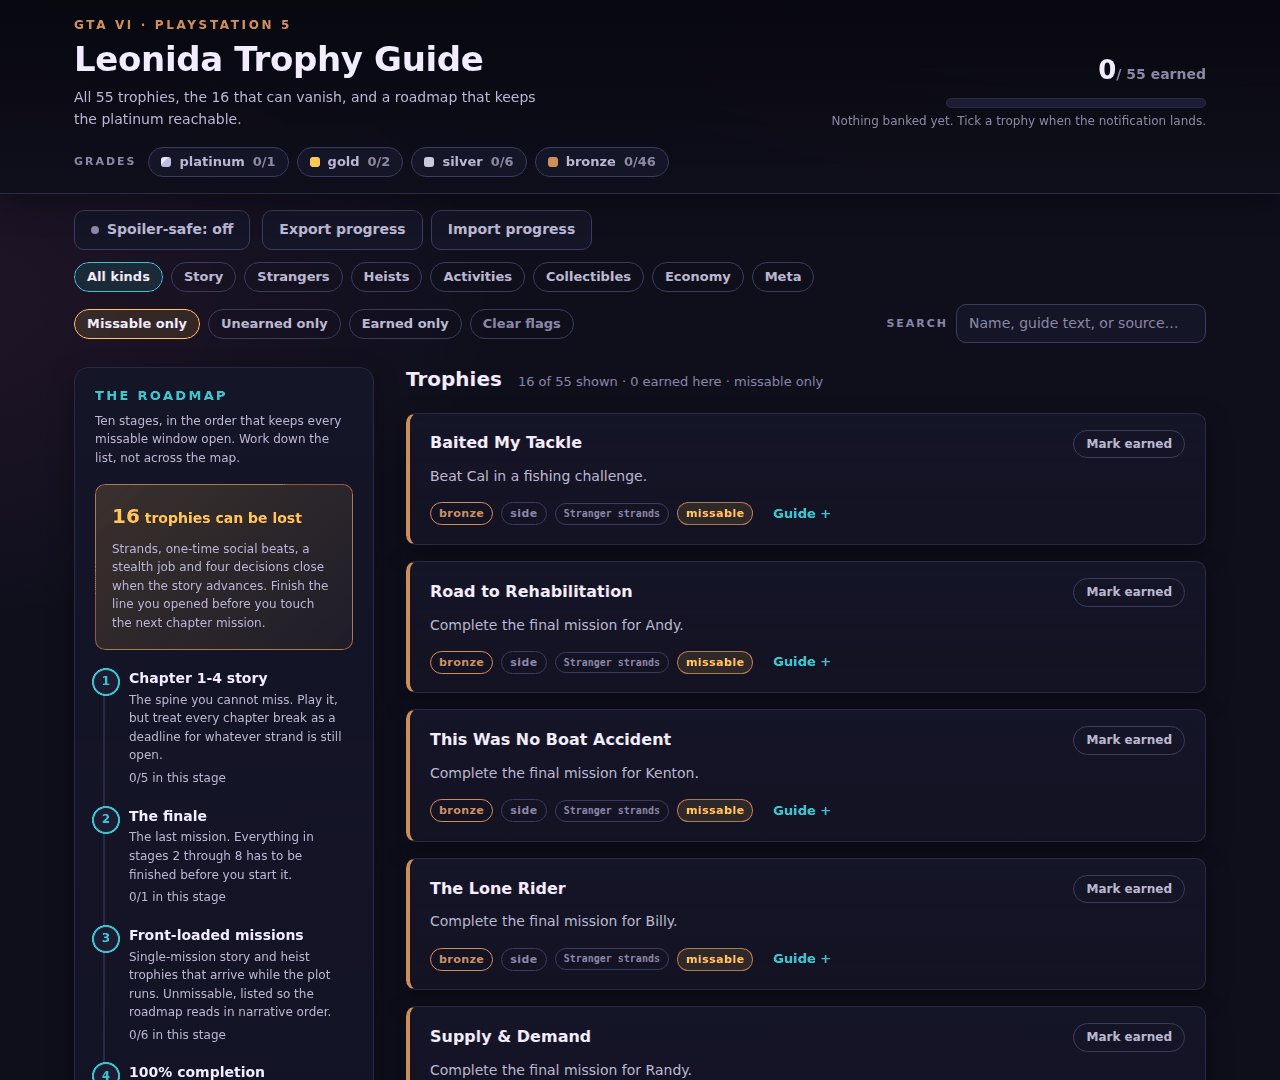 GTA VI · PLAYSTATION 5
Leonida Trophy Guide
All 55 trophies, the 16 that can vanish, and a roadmap that keeps
the platinum reachable.
0/ 55 earned
Nothing banked yet. Tick a trophy when the notification lands.
GRADES
platinum 0/1
gold 0/2
silver 0/6
bronze 0/46
Spoiler-safe: off
Export progress
Import progress
All kinds
Story
Strangers
Heists
Activities
Collectibles
Economy
Meta
Missable only
Unearned only
Earned only
Clear flags
SEARCH
Name, guide text, or source…
THE ROADMAP
Ten stages, in the order that keeps every
missable window open. Work down the
list, not across the map.
16 trophies can be lost
Strands, one-time social beats, a
stealth job and four decisions close
when the story advances. Finish the
line you opened before you touch
the next chapter mission.
1
Chapter 1-4 story
The spine you cannot miss. Play it,
but treat every chapter break as a
deadline for whatever strand is still
open.
0/5 in this stage
2
The finale
The last mission. Everything in
stages 2 through 8 has to be
finished before you start it.
0/1 in this stage
3
Front-loaded missions
Single-mission story and heist
trophies that arrive while the plot
runs. Unmissable, listed so the
roadmap reads in narrative order.
0/6 in this stage
4
100% completion
Trophies
16 of 55 shown · 0 earned here · missable only
Baited My Tackle
Mark earned
Beat Cal in a fishing challenge.
bronze
side
Stranger strands
missable
Guide +
Road to Rehabilitation
Mark earned
Complete the final mission for Andy.
bronze
side
Stranger strands
missable
Guide +
This Was No Boat Accident
Mark earned
Complete the final mission for Kenton.
bronze
side
Stranger strands
missable
Guide +
The Lone Rider
Mark earned
Complete the final mission for Billy.
bronze
side
Stranger strands
missable
Guide +
Supply & Demand
Mark earned
Complete the final mission for Randy.